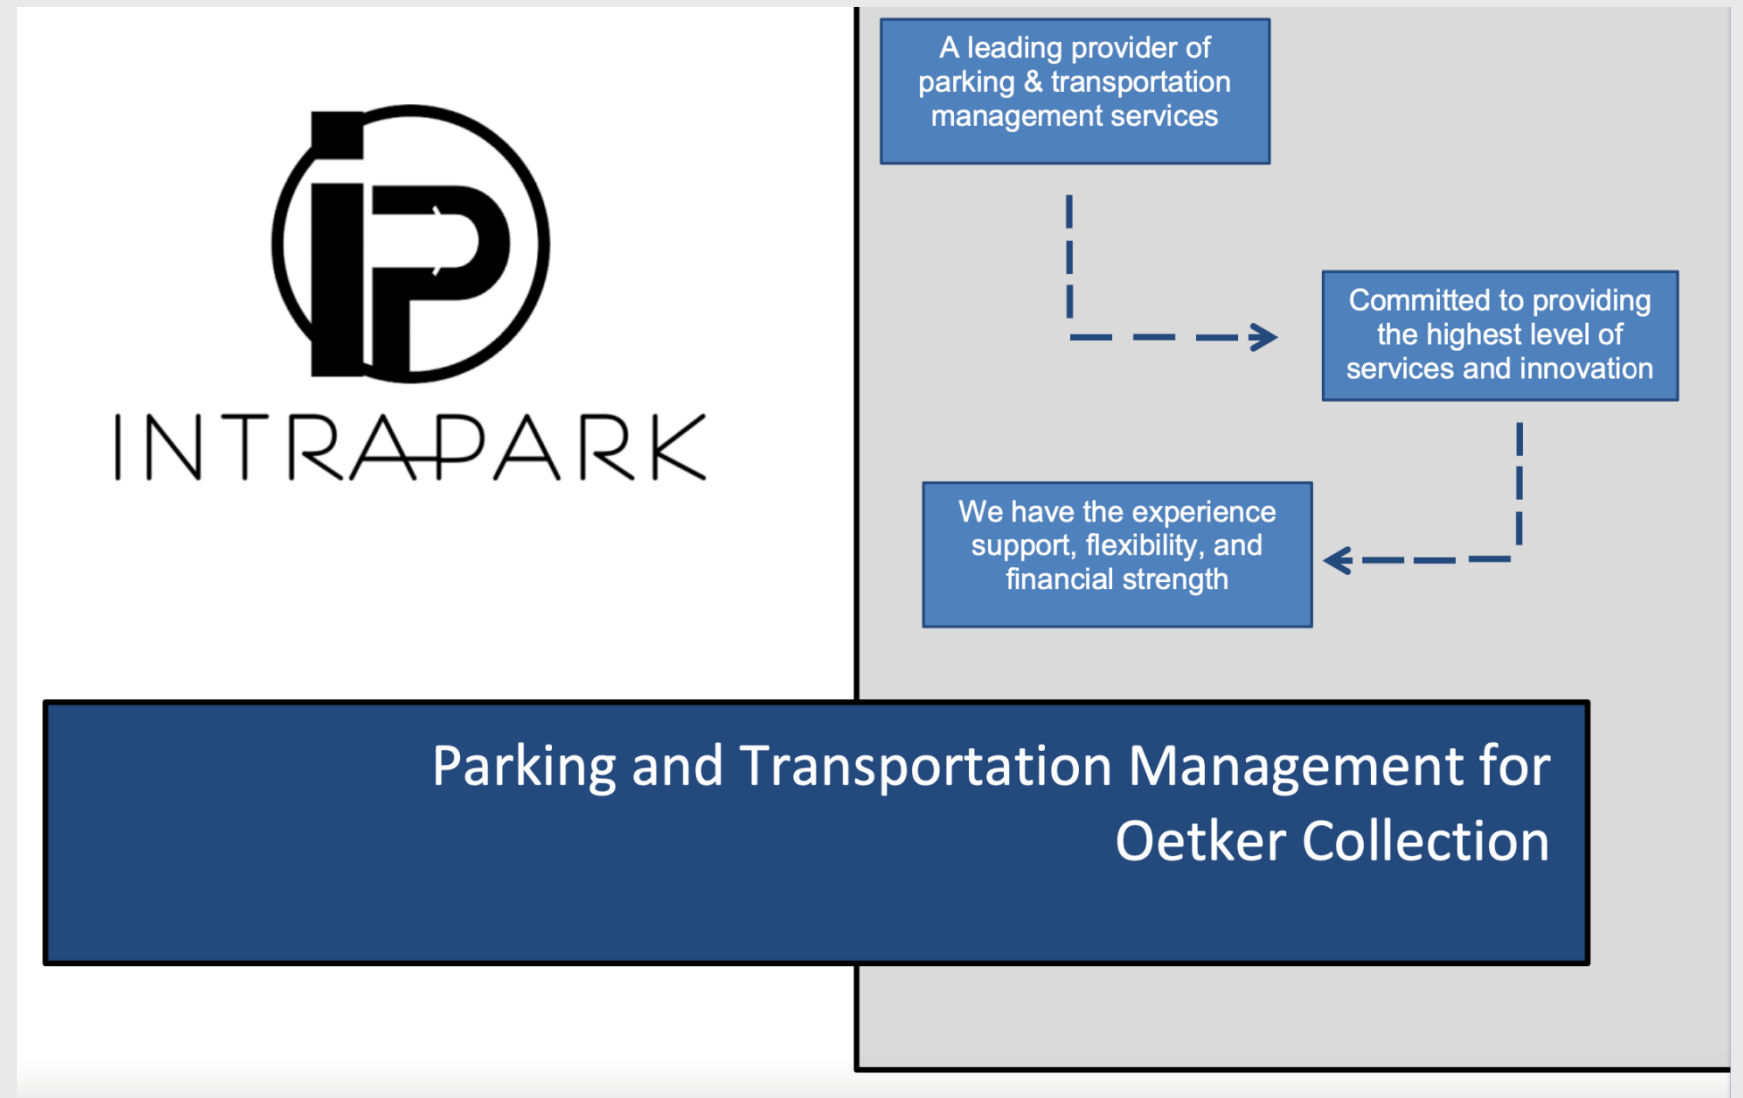 iP
INTRAPARK
A leading provider of
parking & transportation
management services
Committed to providing
the highest level of
services and innovation
We have the experience
support, flexibility, and
financial strength
Parking and Transportation Management for
Oetker Collection